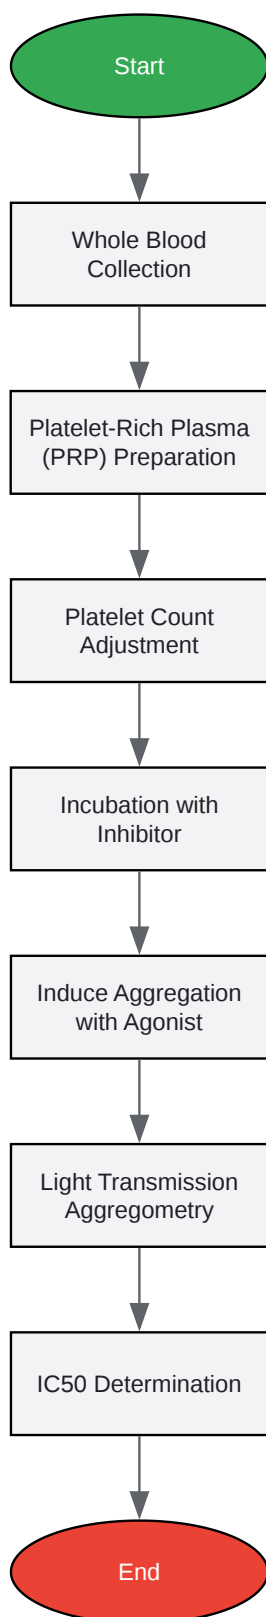 Start
Whole Blood
Collection
Platelet-Rich Plasma
(PRP) Preparation
Platelet Count
Adjustment
Incubation with
Inhibitor
Induce Aggregation
with Agonist
Light Transmission
Aggregometry
IC50 Determination
End